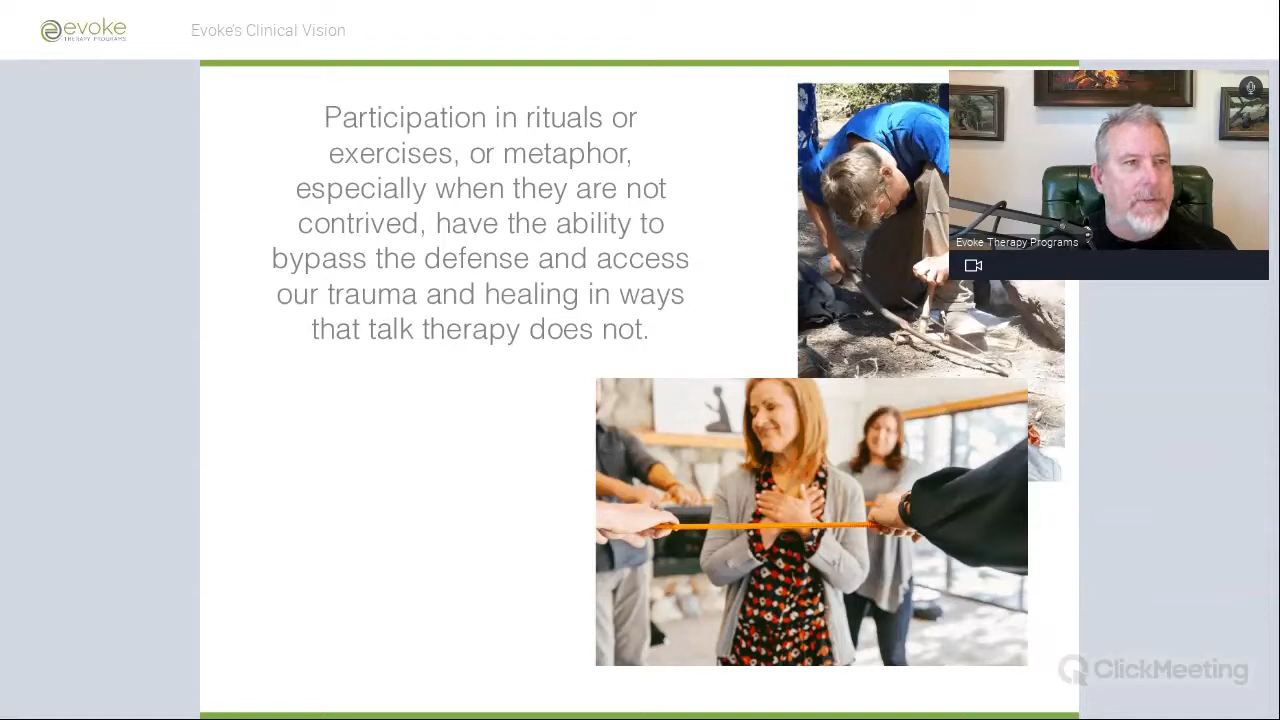 evoke
THERAPY PROGRAMS
Evoke's Clinical Vision
Participation in rituals or
exercises, or metaphor,
especially when they are not
contrived, have the ability to
bypass the defense and access
our trauma and healing in ways
that talk therapy does not.
Evoke Therapy Programs
ClickMeeting